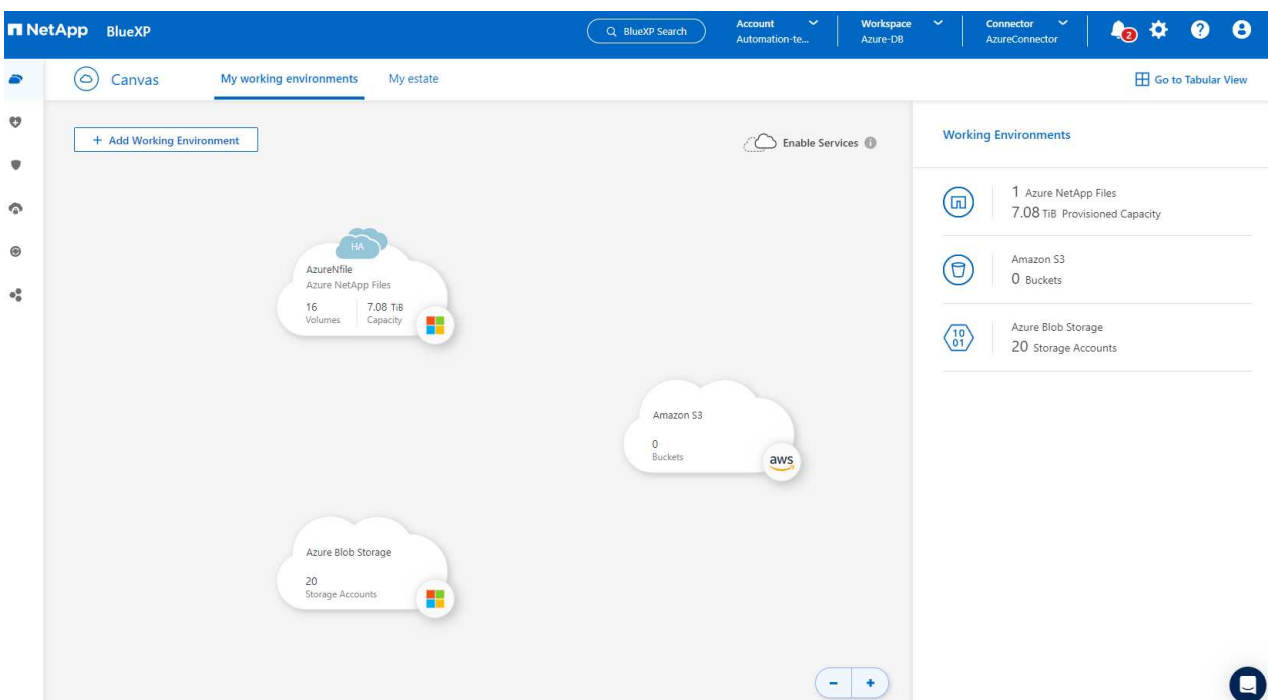 NetApp BlueXP
BlueXP Search
Account
Automation-te...
Workspace
Azure-DB
Connector
AzureConnector
2
Canvas
My working environments
My estate
Go to Tabular View
+ Add Working Environment
Enable Services
HA
AzureNfile
Azure NetApp Files
16
Volumes
7.08 TiB
Capacity
Amazon S3
0
Buckets
aws
Azure Blob Storage
20
Storage Accounts
Working Environments
1 Azure NetApp Files
7.08 TiB Provisioned Capacity
Amazon S3
0 Buckets
10
01
Azure Blob Storage
20 Storage Accounts
- +